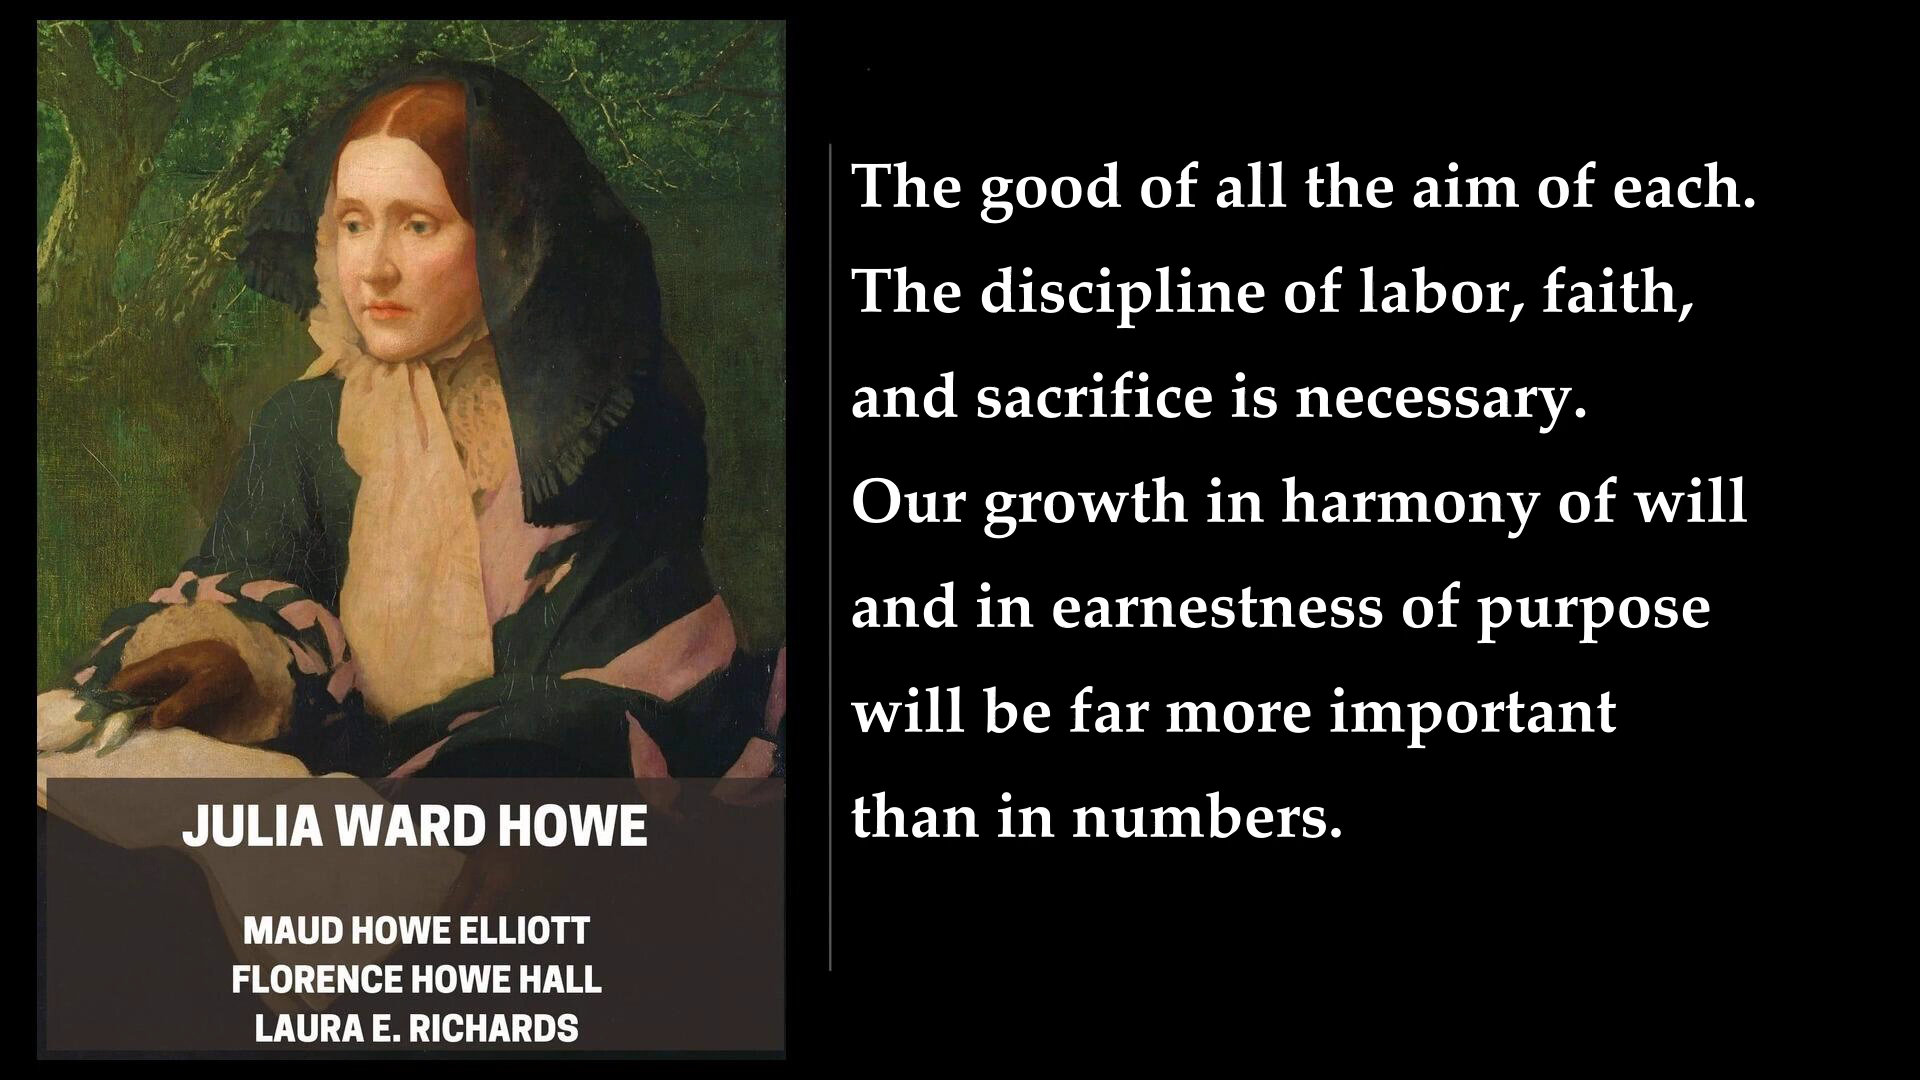 JULIA WARD HOWE
MAUD HOWE ELLIOTT
FLORENCE HOWE HALL
LAURA E. RICHARDS
The good of all the aim of each.
The discipline of labor, faith,
and sacrifice is necessary.
Our growth in harmony of will
and in earnestness of purpose
will be far more important
than in numbers.